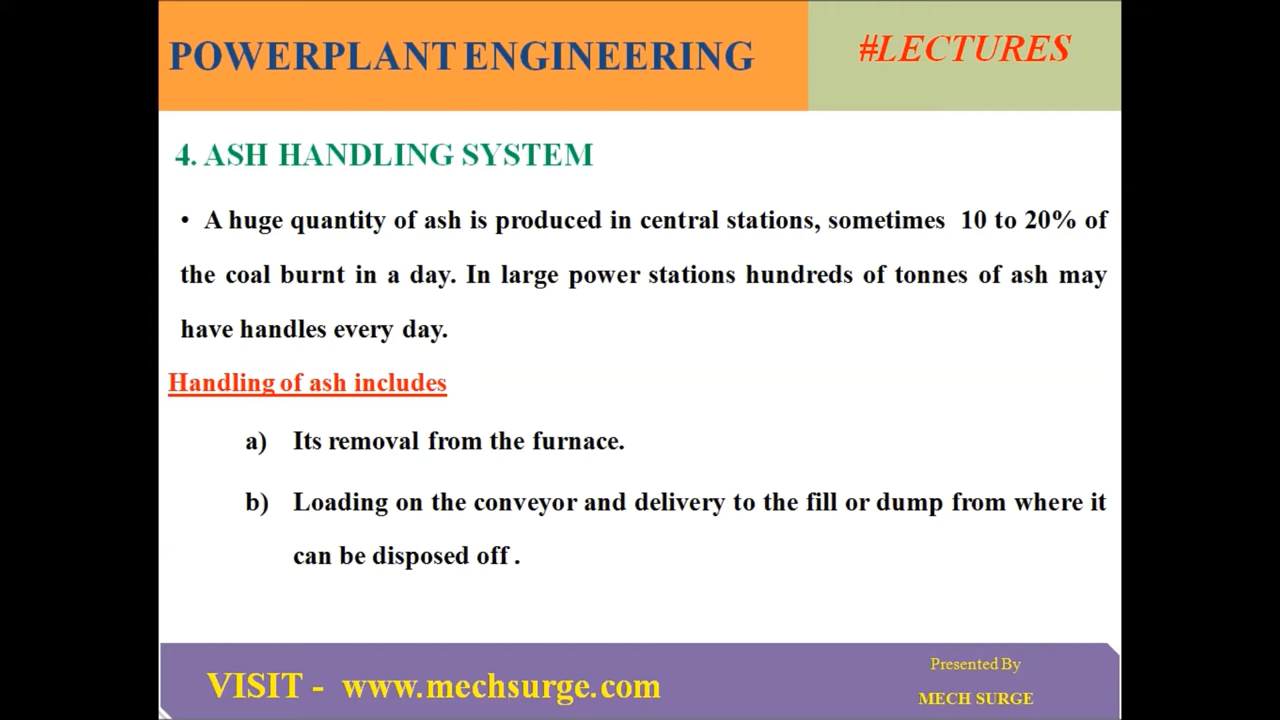 POWERPLANT ENGINEERING
#LECTURES
4. ASH HANDLING SYSTEM
• A huge quantity of ash is produced in central stations, sometimes 10 to 20% of
the coal burnt in a day. In large power stations hundreds of tonnes of ash may
have handles every day.
Handling of ash includes
a) Its removal from the furnace.
b) Loading on the conveyor and delivery to the fill or dump from where it
can be disposed off .
VISIT - www.mechsurge.com
Presented By
MECH SURGE